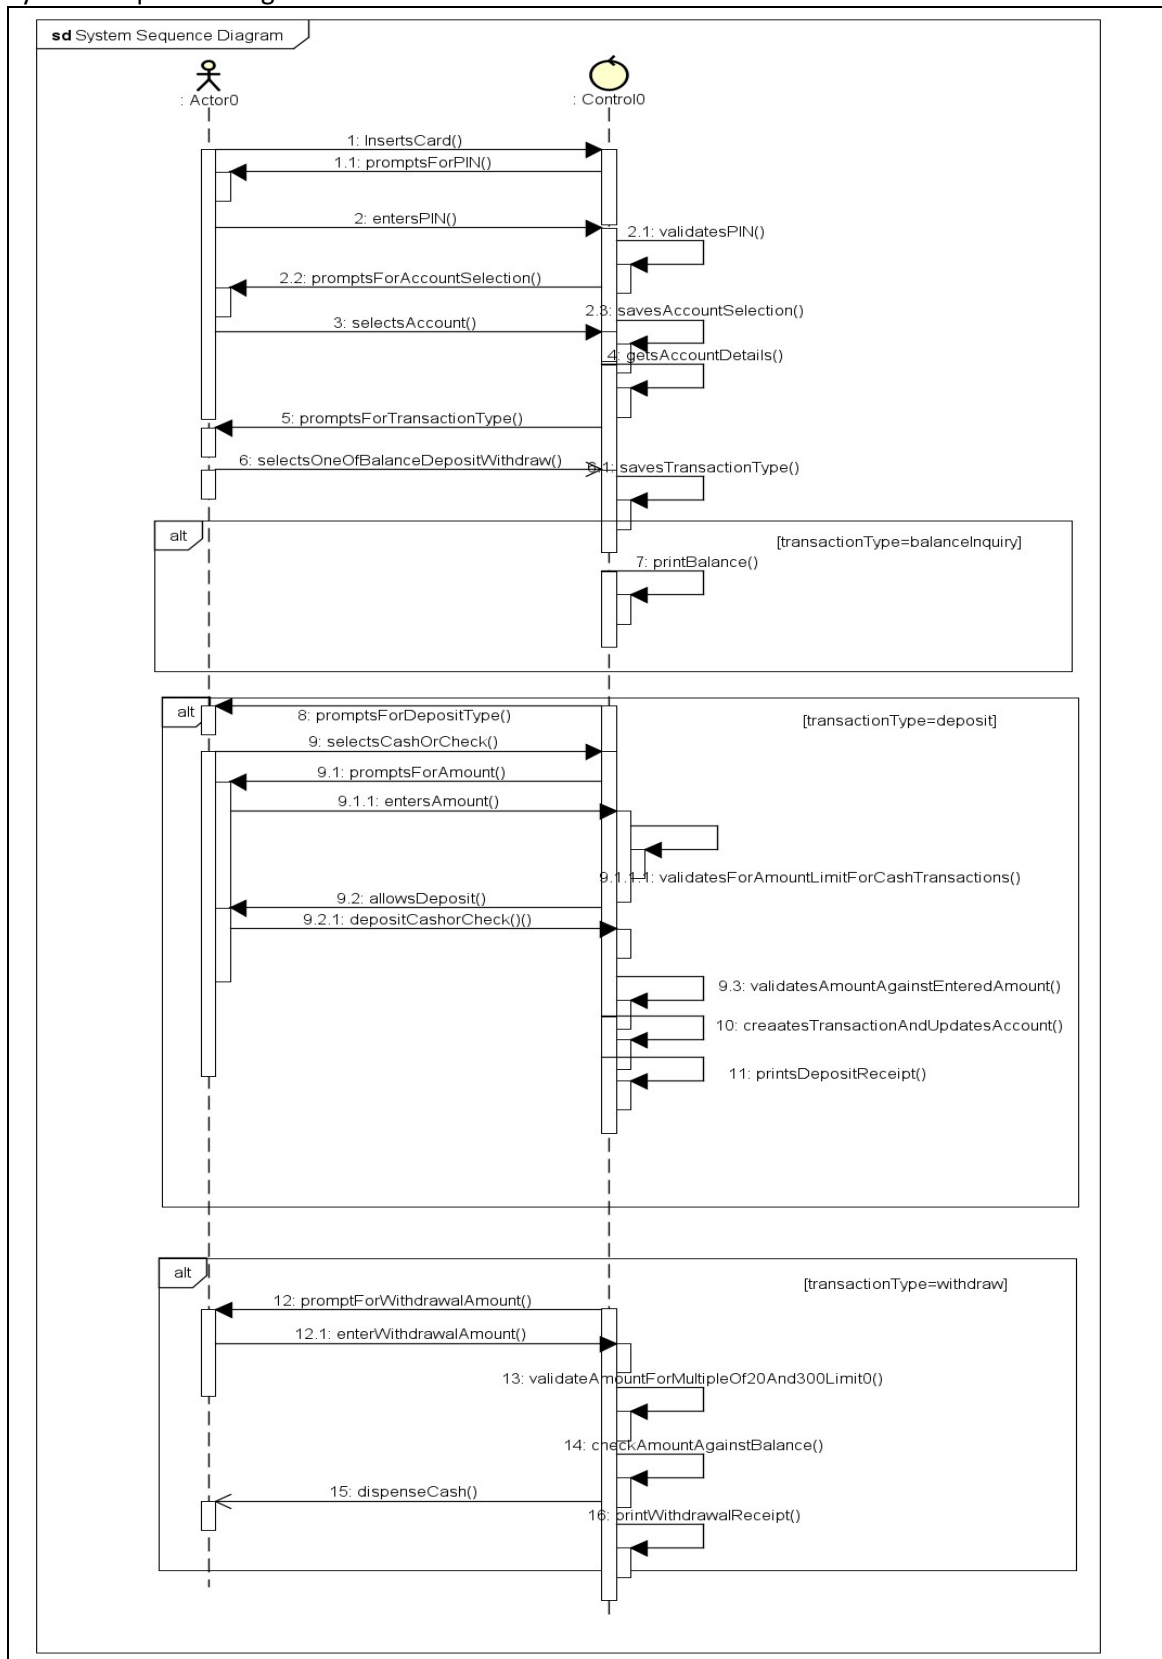 sd System Sequence Diagram
: Actor0
: Control0
1: InsertsCard()
1.1: promptsForPIN()
2: entersPIN()
2.1: validatesPIN()
2.2: promptsForAccountSelection()
2.3: savesAccountSelection()
3: selectsAccount()
4: getsAccountDetails()
5: promptsForTransactionType()
6: selectsOneOfBalanceDepositWithdraw()
6.1: savesTransactionType()
alt
[transactionType=balanceInquiry]
7: printBalance()
alt
8: promptsForDepositType()
[transactionType=deposit]
9: selectsCashOrCheck()
9.1: promptsForAmount()
9.1.1: entersAmount()
9.1.1.1: validatesForAmountLimitForCashTransactions()
9.2: allowsDeposit()
9.2.1: depositCashorCheck()()
9.3: validatesAmountAgainstEnteredAmount()
10: creaatesTransactionAndUpdatesAccount()
11: printsDepositReceipt()
alt
[transactionType=withdraw]
12: promptForWithdrawalAmount()
12.1: enterWithdrawalAmount()
13: validateAmountForMultipleOf20And300Limit0()
14: checkAmountAgainstBalance()
15: dispenseCash()
16: printWithdrawalReceipt()